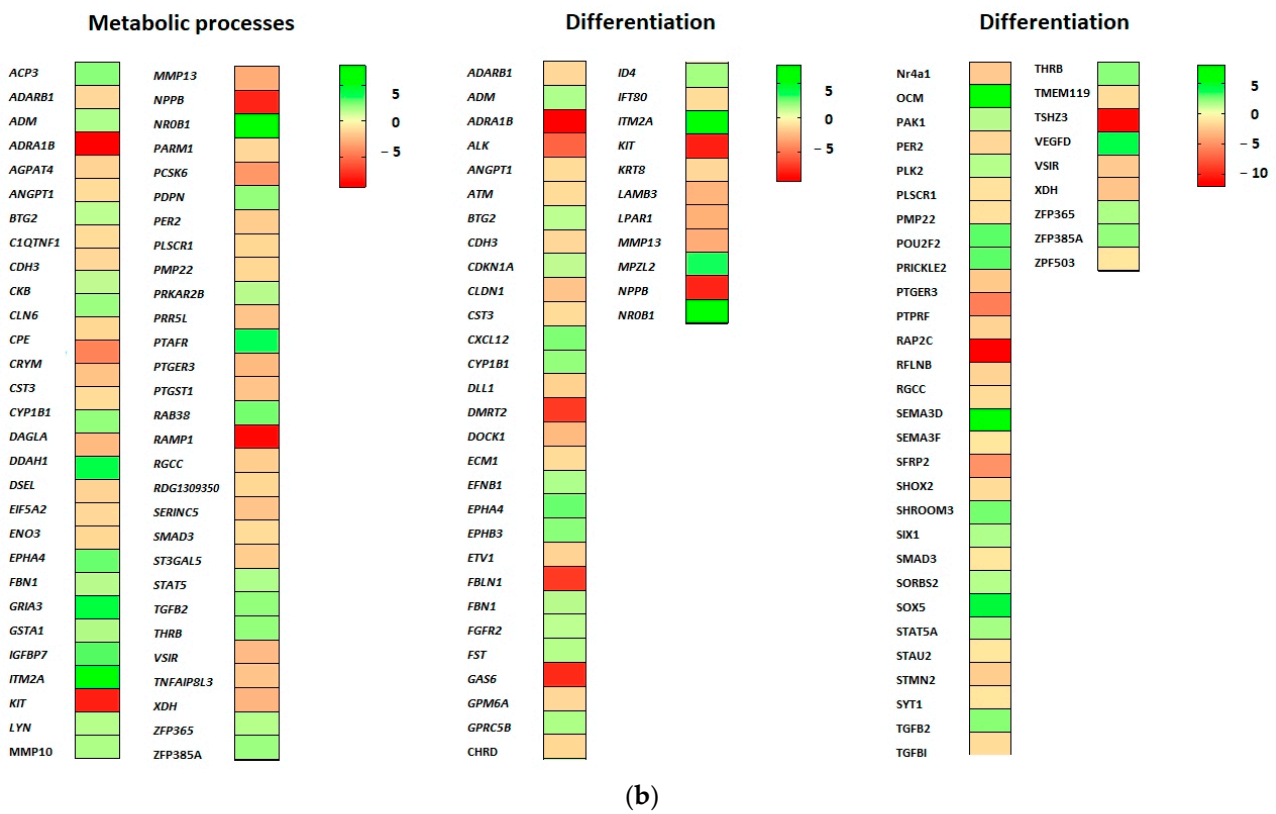 Metabolic processes
ACP3
ADARB1
ADM
ADRA1B
AGPAT4
ANGPT1
BTG2
C1QTNF1
CDH3
CKB
CLN6
CPE
CRYM
CST3
CYP1B1
DAGLA
DDAH1
DSEL
EIF5A2
ENO3
EPHA4
FBN1
GRIA3
GSTA1
IGFBP7
ITM2A
KIT
LYN
MMP10
MMP13
NPPB
NR0B1
PARM1
PCSK6
PDPN
PER2
PLSCR1
PMP22
PRKAR2B
PRR5L
PTAFR
PTGER3
PTGST1
RAB38
RAMP1
RGCC
RDG1309350
SERINC5
SMAD3
ST3GAL5
STAT5
TGFB2
THRB
VSIR
TNFAIP8L3
XDH
ZFP365
ZFP385A
5
0
– 5
Differentiation
ADARB1
ADM
ADRA1B
ALK
ANGPT1
ATM
BTG2
CDH3
CDKN1A
CLDN1
CST3
CXCL12
CYP1B1
DLL1
DMRT2
DOCK1
ECM1
EFNB1
EPHA4
EPHB3
ETV1
FBLN1
FBN1
FGFR2
FST
GAS6
GPM6A
GPRC5B
CHRD
ID4
IFT80
ITM2A
KIT
KRT8
LAMB3
LPAR1
MMP13
MPZL2
NPPB
NR0B1
5
0
– 5
Differentiation
Nr4a1
OCM
PAK1
PER2
PLK2
PLSCR1
PMP22
POU2F2
PRICKLE2
PTGER3
PTPRF
RAP2C
RFLNB
RGCC
SEMA3D
SEMA3F
SFRP2
SHOX2
SHROOM3
SIX1
SMAD3
SORBS2
SOX5
STAT5A
STAU2
STMN2
SYT1
TGFB2
TGFBI
THRB
TMEM119
TSHZ3
VEGFD
VSIR
XDH
ZFP365
ZFP385A
ZPF503
5
0
– 5
– 10
(b)